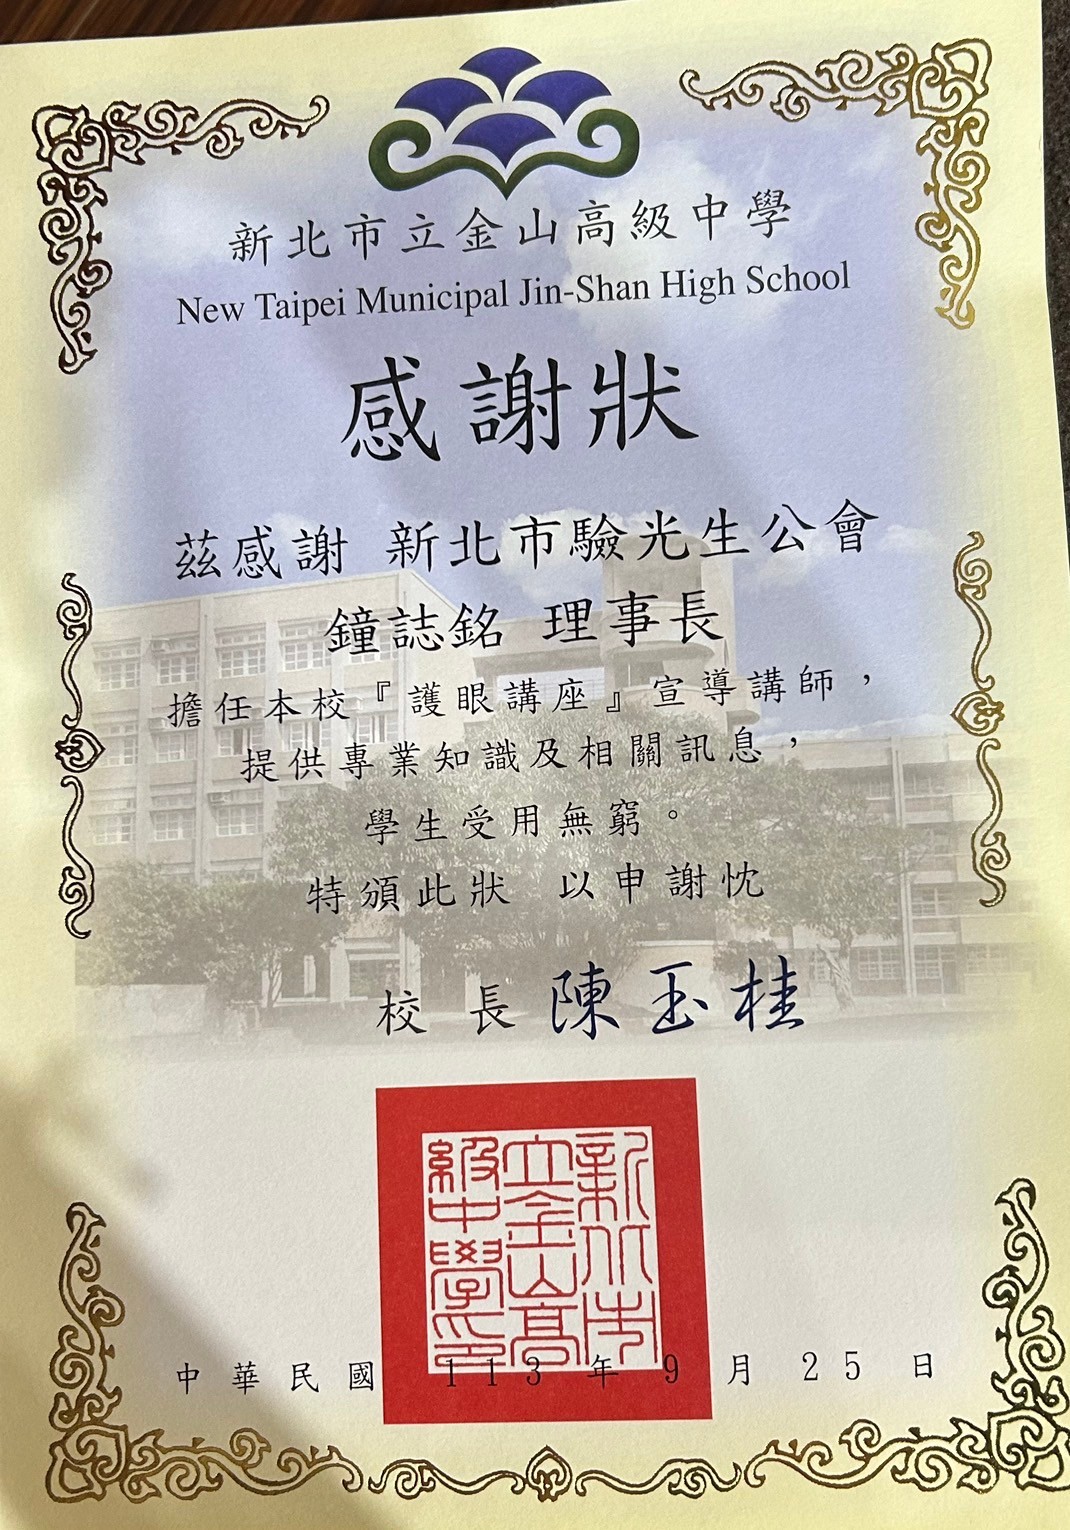 新北市立金山高級中學
New Taipei Municipal Jin-Shan High School
感謝狀
茲感謝 新北市驗光生公會
鐘誌銘 理事長
擔任本校『護眼講座』宣導講師，
提供專業知識及相關訊息，
學生受用無窮。
特頒此狀 以申謝忱
校長 陳玉桂
新北市立金山高級中學印
中華民國 113 年 9 月 25 日